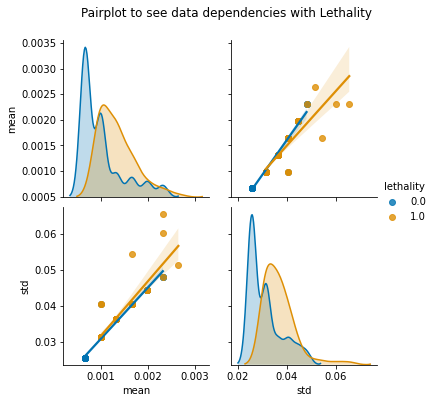 Pairplot to see data dependencies with Lethality
0.0035
0.0030
0.0025
0.0020
0.0015
0.0010
0.0005
mean
lethality
0.0
1.0
0.06
0.05
0.04
0.03
std
0.001 0.002 0.003
0.02 0.04 0.06
mean
std